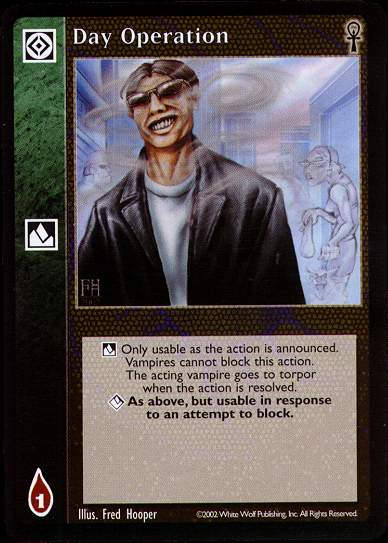 Day Operation
FH
Only usable as the action is announced.
Vampires cannot block this action.
The acting vampire goes to torpor
when the action is resolved.
As above, but usable in response
to an attempt to block.
1
Illus. Fred Hooper
©2002 White Wolf Publishing, Inc. All Rights Reserved.